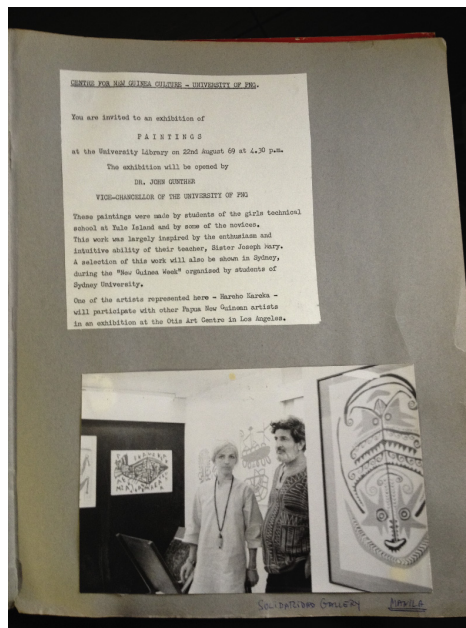 CENTRE FOR NEW GUINEA CULTURE - UNIVERSITY OF PNG.
You are invited to an exhibition of
PAINTINGS
at the University Library on 22nd August 69 at 4.30 p.m.
The exhibition will be opened by
DR. JOHN GUNTHER
VICE-CHANCELLOR OF THE UNIVERSITY OF PNG
These paintings were made by students of the girls technical
school at Yule Island and by some of the novices.
This work was largely inspired by the enthusiasm and
intuitive ability of their teacher, Sister Joseph Mary.
A selection of this work will also be shown in Sydney,
during the "New Guinea Week" organised by students of
Sydney University.
One of the artists represented here - Hareho Kareka -
will participate with other Papua New Guinean artists
in an exhibition at the Otis Art Centre in Los Angeles.
SOLIDARIDAD GALLERY MANILA